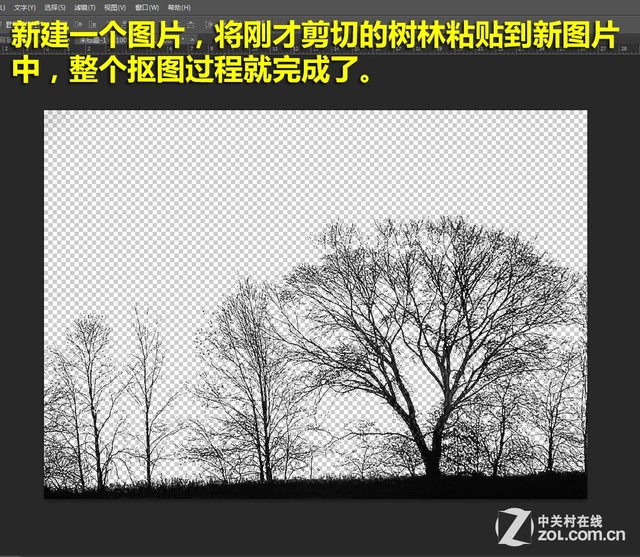 文字(T) 选择(S) 滤镜(T) 视图(V) 窗口(W) 帮助(H)
新建一个图片，将刚才剪切的树林粘贴到新图片
中，整个抠图过程就完成了。
中关村在线
ZOL.COM.CN